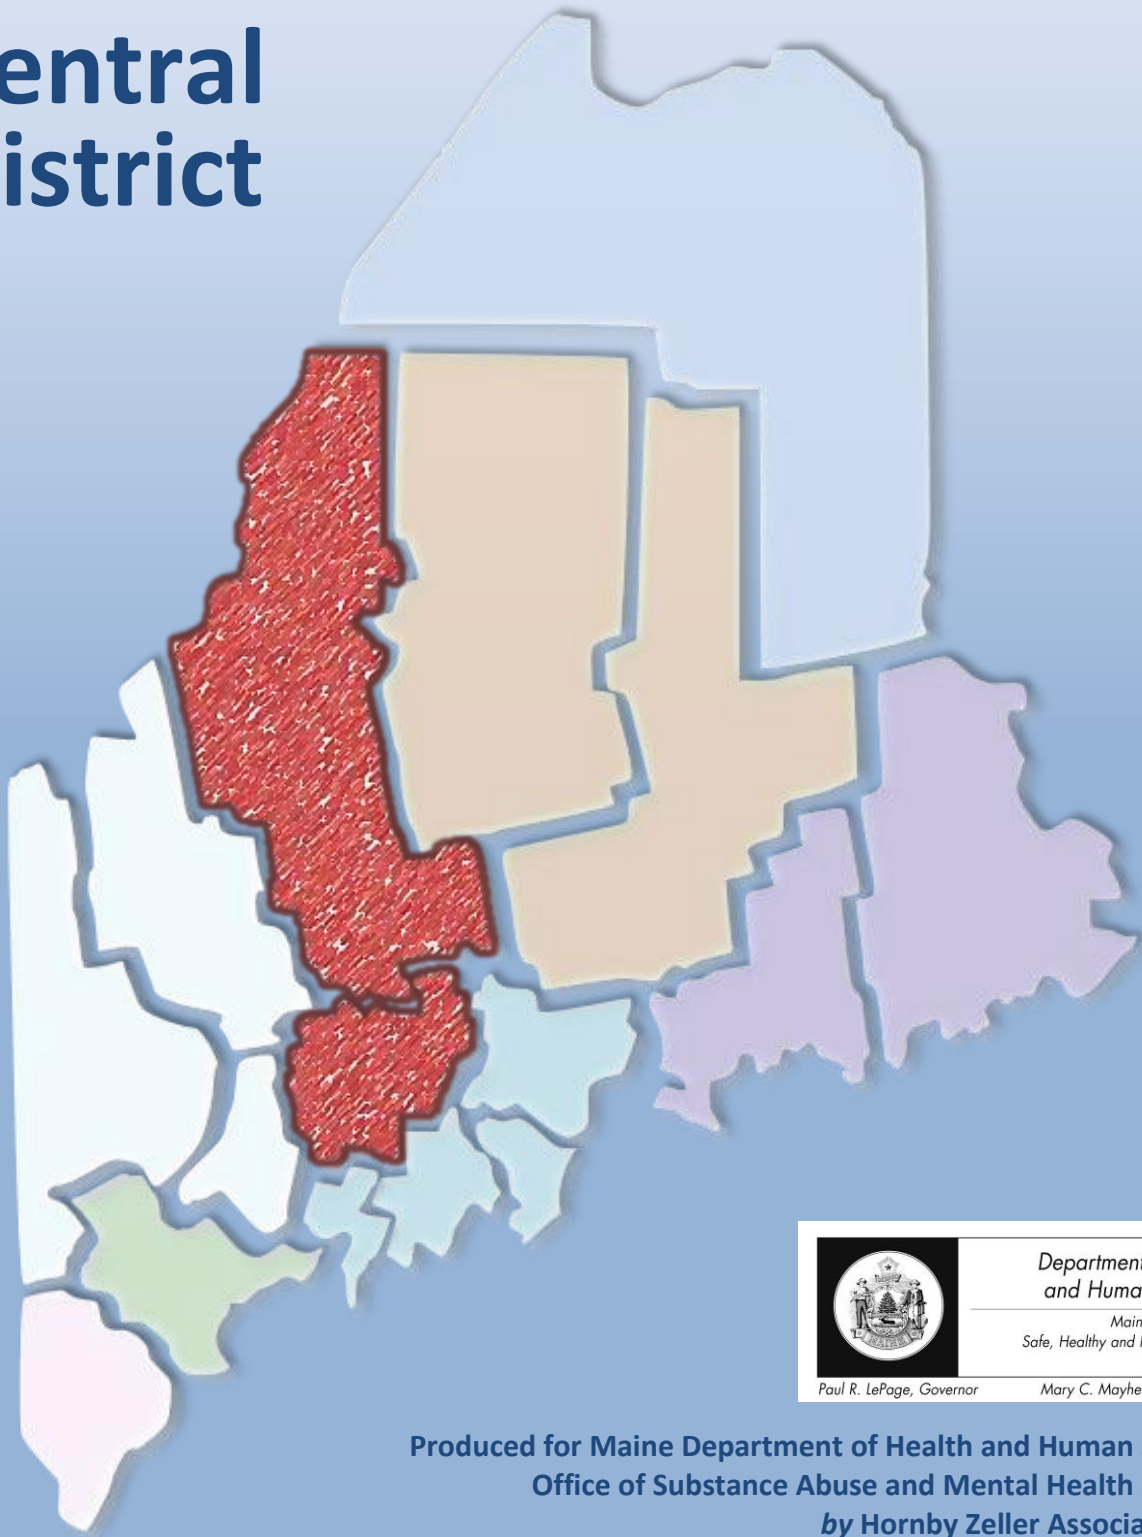 entral
istrict
Department
and Huma
Main
Safe, Healthy and
Paul R. LePage, Governor
Mary C. Mayhe
MAINE
Produced for Maine Department of Health and Human
Office of Substance Abuse and Mental Health
by Hornby Zeller Associa